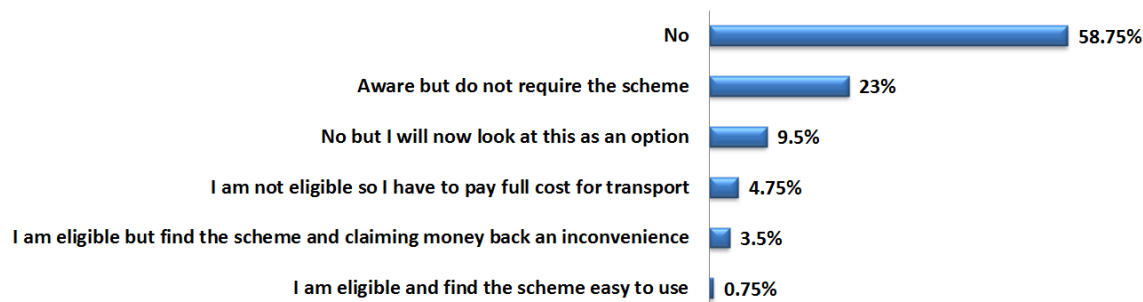 No 58.75%
Aware but do not require the scheme 23%
No but I will now look at this as an option 9.5%
I am not eligible so I have to pay full cost for transport 4.75%
I am eligible but find the scheme and claiming money back an inconvenience 3.5%
I am eligible and find the scheme easy to use 0.75%